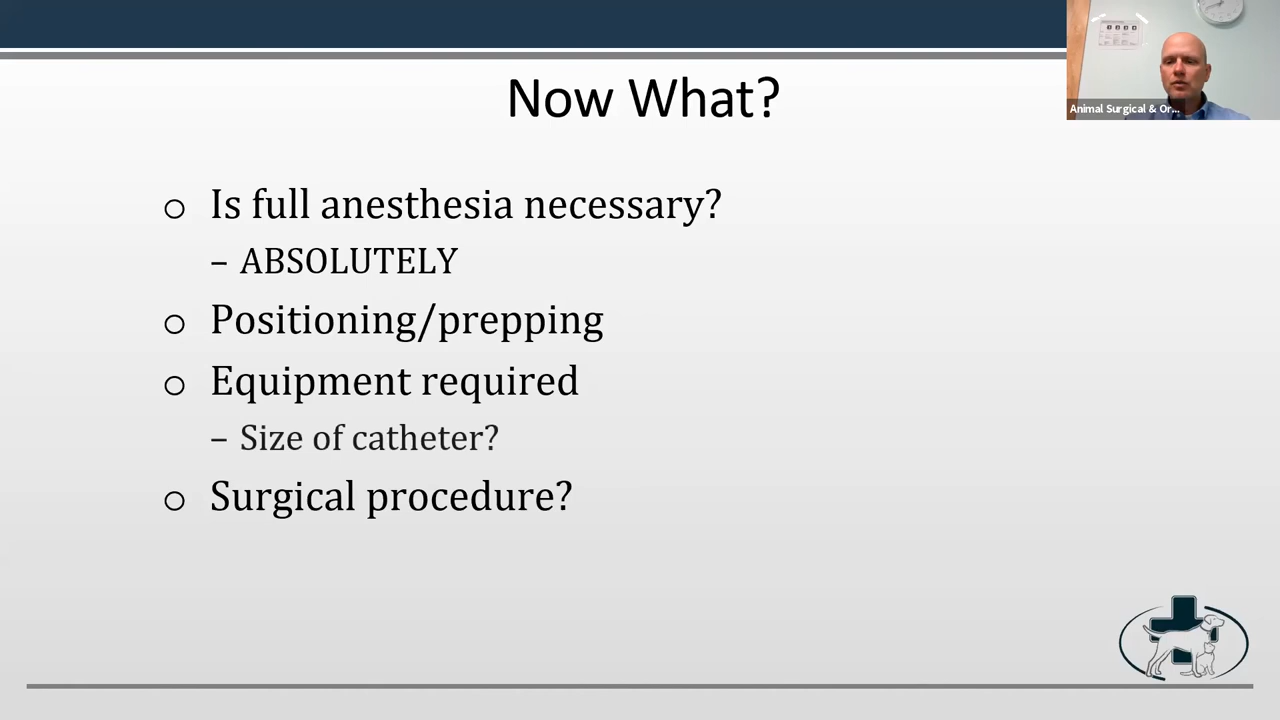 Now What?
Animal Surgical & Or...
o Is full anesthesia necessary?
– ABSOLUTELY
o Positioning/prepping
o Equipment required
– Size of catheter?
o Surgical procedure?